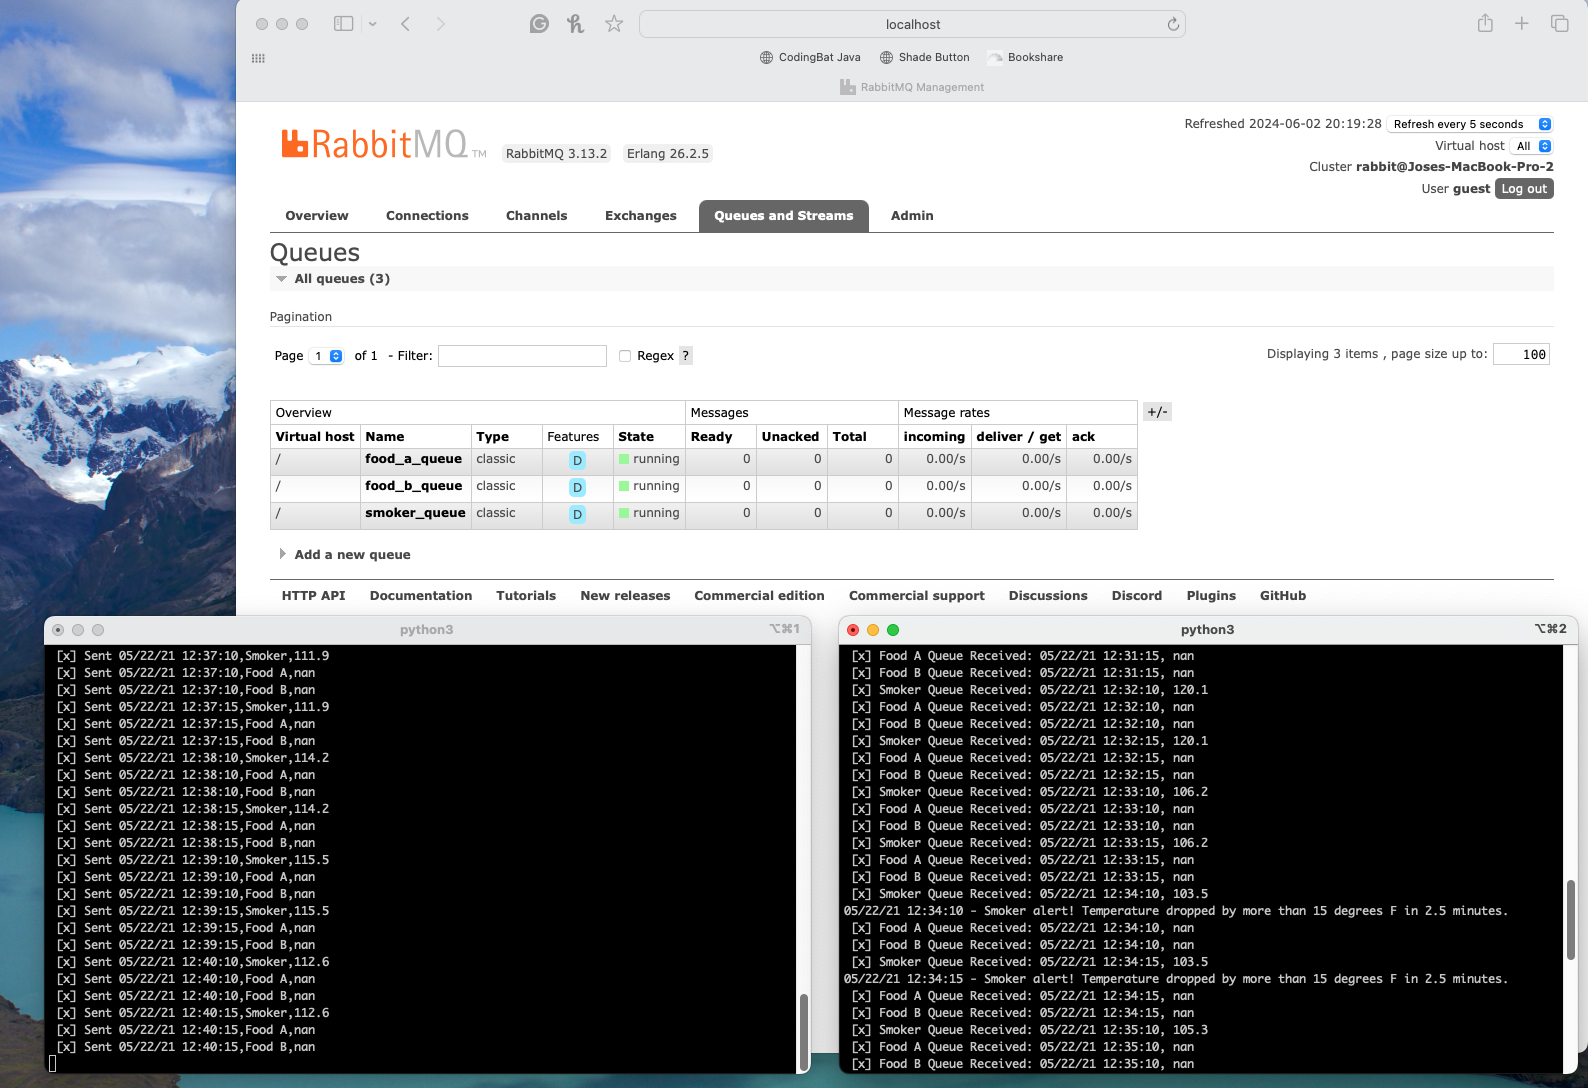 localhost
CodingBat Java
Shade Button
Bookshare
RabbitMQ Management
RabbitMQ TM
RabbitMQ 3.13.2
Erlang 26.2.5
Refreshed 2024-06-02 20:19:28 Refresh every 5 seconds
Virtual host All
Cluster rabbit@Joses-MacBook-Pro-2
User guest Log out
Overview Connections Channels Exchanges Queues and Streams Admin
Queues
All queues (3)
Pagination
Page 1 of 1 - Filter: Regex ?
Displaying 3 items , page size up to: 100
Overview Messages Message rates +/-
Virtual host Name Type Features State Ready Unacked Total incoming deliver / get ack
/ food_a_queue classic D running 0 0 0 0.00/s 0.00/s 0.00/s
/ food_b_queue classic D running 0 0 0 0.00/s 0.00/s 0.00/s
/ smoker_queue classic D running 0 0 0 0.00/s 0.00/s 0.00/s
Add a new queue
HTTP API Documentation Tutorials New releases Commercial edition Commercial support Discussions Discord Plugins GitHub
python3 ⌥⌘1
[x] Sent 05/22/21 12:37:10,Smoker,111.9
[x] Sent 05/22/21 12:37:10,Food A,nan
[x] Sent 05/22/21 12:37:10,Food B,nan
[x] Sent 05/22/21 12:37:15,Smoker,111.9
[x] Sent 05/22/21 12:37:15,Food A,nan
[x] Sent 05/22/21 12:37:15,Food B,nan
[x] Sent 05/22/21 12:38:10,Smoker,114.2
[x] Sent 05/22/21 12:38:10,Food A,nan
[x] Sent 05/22/21 12:38:10,Food B,nan
[x] Sent 05/22/21 12:38:15,Smoker,114.2
[x] Sent 05/22/21 12:38:15,Food A,nan
[x] Sent 05/22/21 12:38:15,Food B,nan
[x] Sent 05/22/21 12:39:10,Smoker,115.5
[x] Sent 05/22/21 12:39:10,Food A,nan
[x] Sent 05/22/21 12:39:10,Food B,nan
[x] Sent 05/22/21 12:39:15,Smoker,115.5
[x] Sent 05/22/21 12:39:15,Food A,nan
[x] Sent 05/22/21 12:39:15,Food B,nan
[x] Sent 05/22/21 12:40:10,Smoker,112.6
[x] Sent 05/22/21 12:40:10,Food A,nan
[x] Sent 05/22/21 12:40:10,Food B,nan
[x] Sent 05/22/21 12:40:15,Smoker,112.6
[x] Sent 05/22/21 12:40:15,Food A,nan
[x] Sent 05/22/21 12:40:15,Food B,nan
python3 ⌥⌘2
[x] Food A Queue Received: 05/22/21 12:31:15, nan
[x] Food B Queue Received: 05/22/21 12:31:15, nan
[x] Smoker Queue Received: 05/22/21 12:32:10, 120.1
[x] Food A Queue Received: 05/22/21 12:32:10, nan
[x] Food B Queue Received: 05/22/21 12:32:10, nan
[x] Smoker Queue Received: 05/22/21 12:32:15, 120.1
[x] Food A Queue Received: 05/22/21 12:32:15, nan
[x] Food B Queue Received: 05/22/21 12:32:15, nan
[x] Smoker Queue Received: 05/22/21 12:33:10, 106.2
[x] Food A Queue Received: 05/22/21 12:33:10, nan
[x] Food B Queue Received: 05/22/21 12:33:10, nan
[x] Smoker Queue Received: 05/22/21 12:33:15, 106.2
[x] Food A Queue Received: 05/22/21 12:33:15, nan
[x] Food B Queue Received: 05/22/21 12:33:15, nan
[x] Smoker Queue Received: 05/22/21 12:34:10, 103.5
05/22/21 12:34:10 - Smoker alert! Temperature dropped by more than 15 degrees F in 2.5 minutes.
[x] Food A Queue Received: 05/22/21 12:34:10, nan
[x] Food B Queue Received: 05/22/21 12:34:10, nan
[x] Smoker Queue Received: 05/22/21 12:34:15, 103.5
05/22/21 12:34:15 - Smoker alert! Temperature dropped by more than 15 degrees F in 2.5 minutes.
[x] Food A Queue Received: 05/22/21 12:34:15, nan
[x] Food B Queue Received: 05/22/21 12:34:15, nan
[x] Smoker Queue Received: 05/22/21 12:35:10, 105.3
[x] Food A Queue Received: 05/22/21 12:35:10, nan
[x] Food B Queue Received: 05/22/21 12:35:10, nan